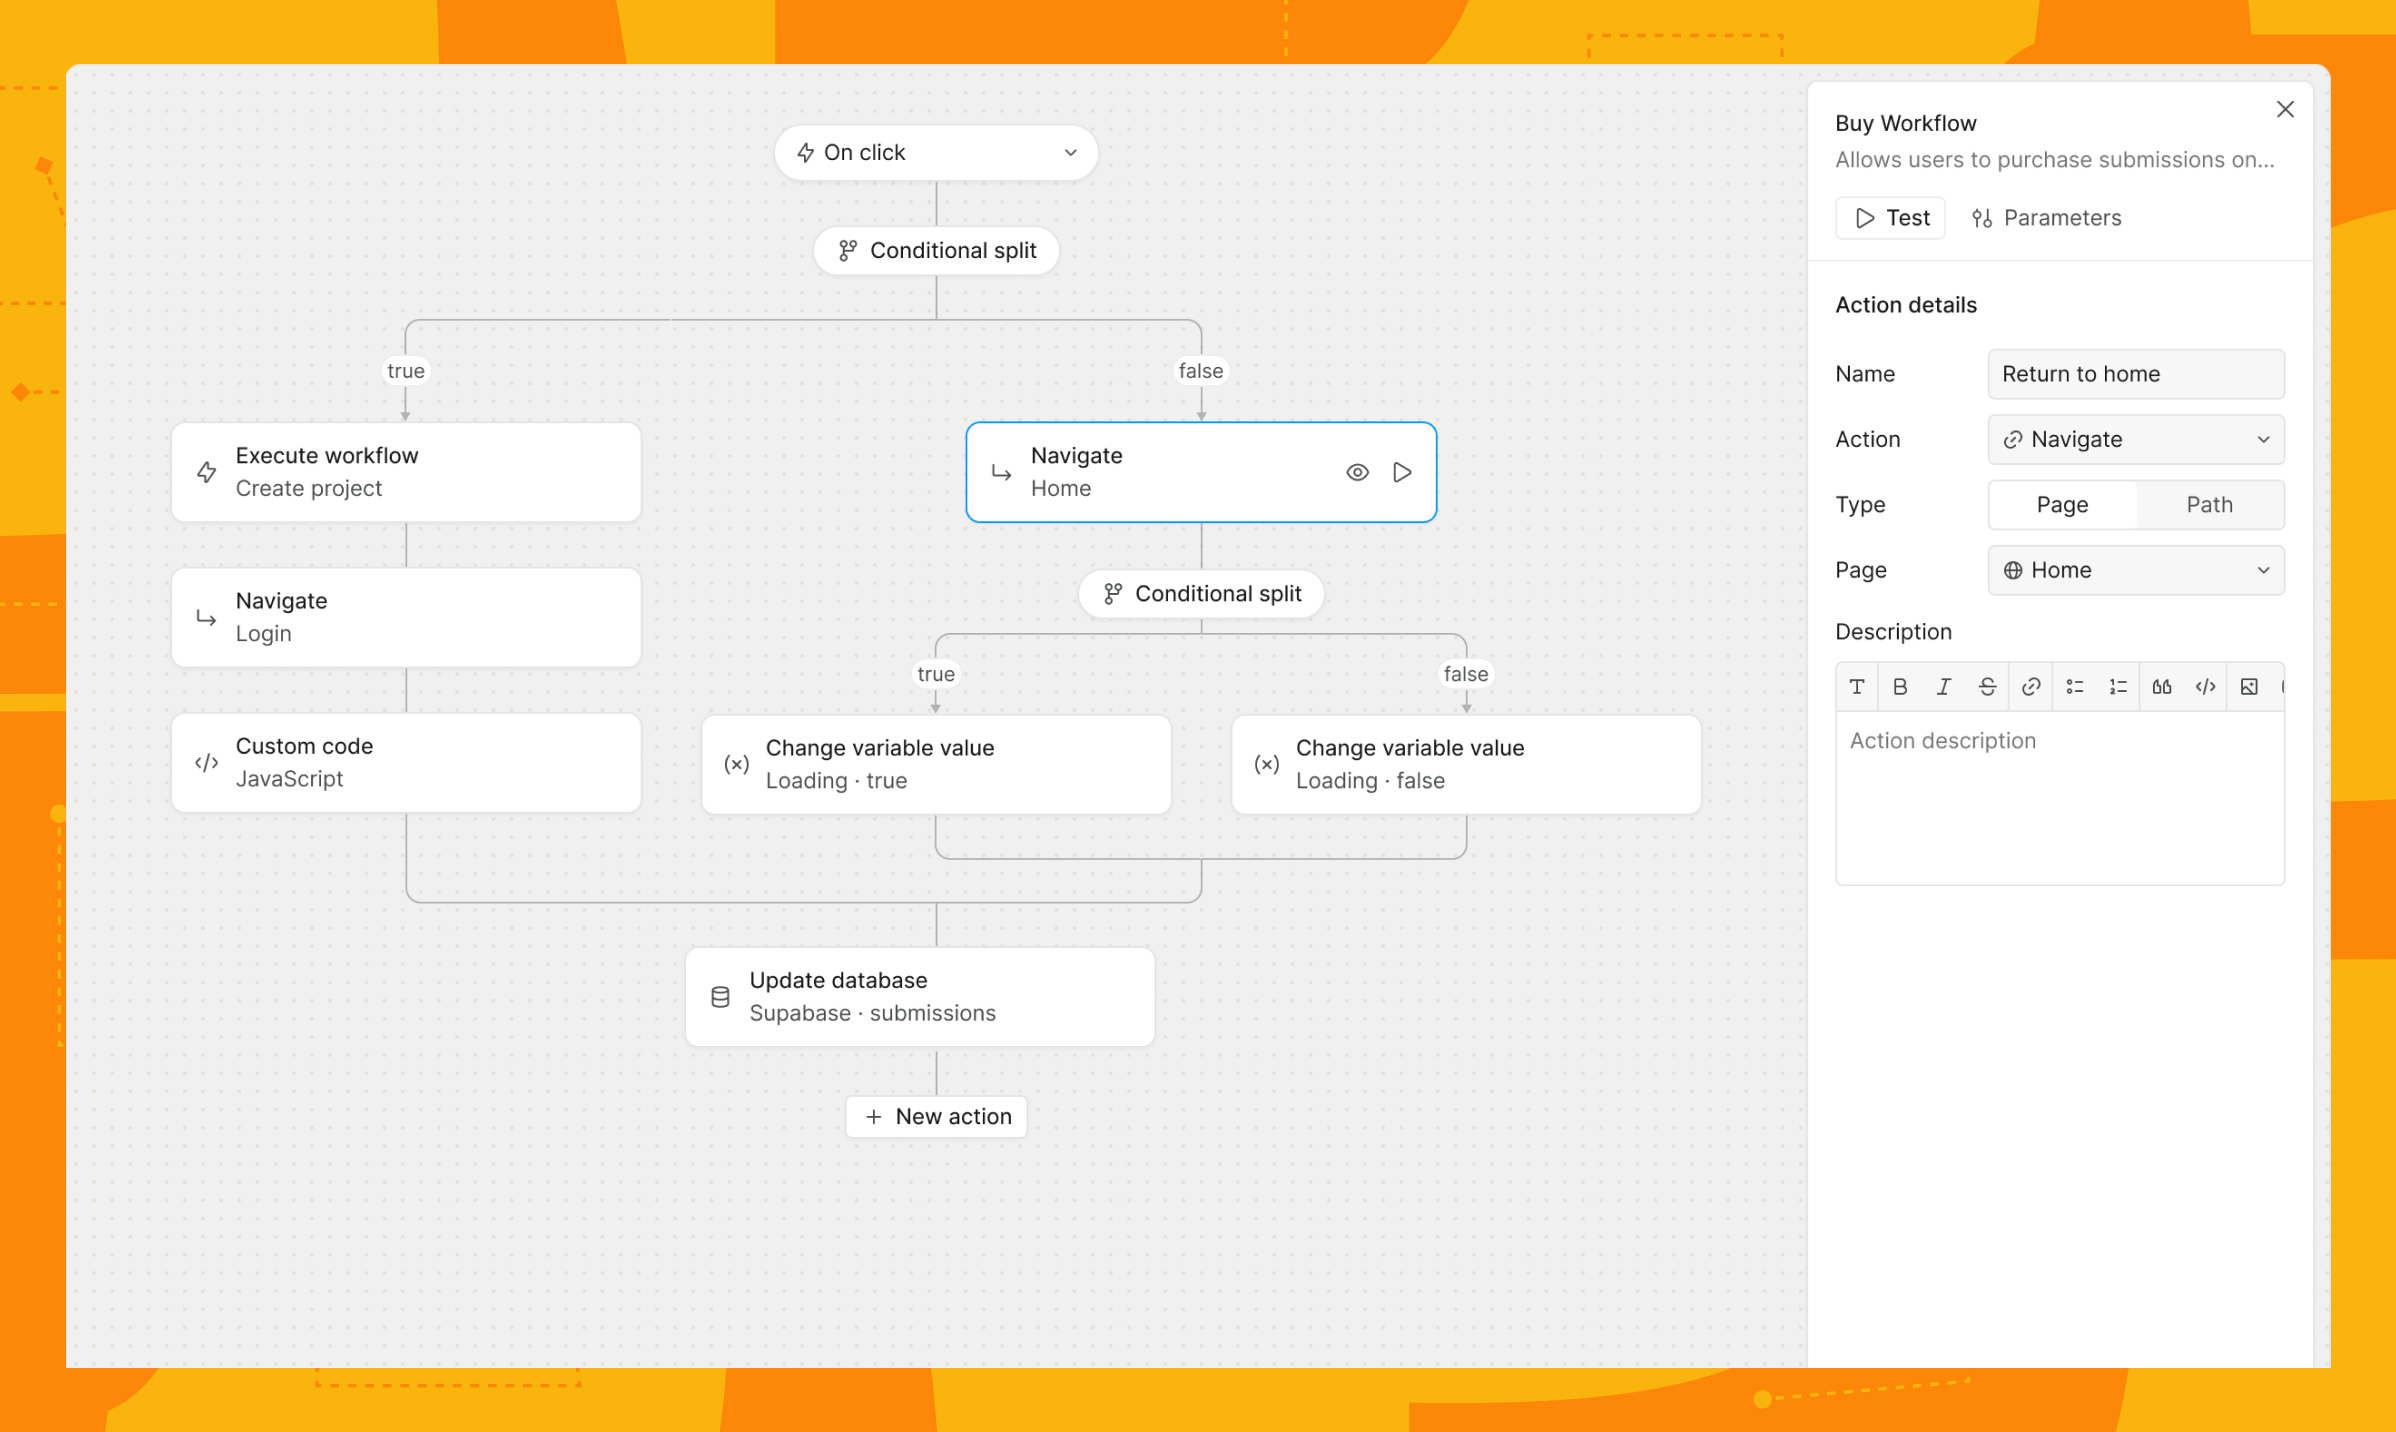 On click
Conditional split
true
false
Execute workflow
Create project
Navigate
Home
Navigate
Login
Conditional split
true
false
Custom code
JavaScript
Change variable value
Loading · true
Change variable value
Loading · false
Update database
Supabase · submissions
New action
Buy Workflow
Allows users to purchase submissions on...
Test
Parameters
Action details
Name
Return to home
Action
Navigate
Type
Page
Path
Page
Home
Description
Action description